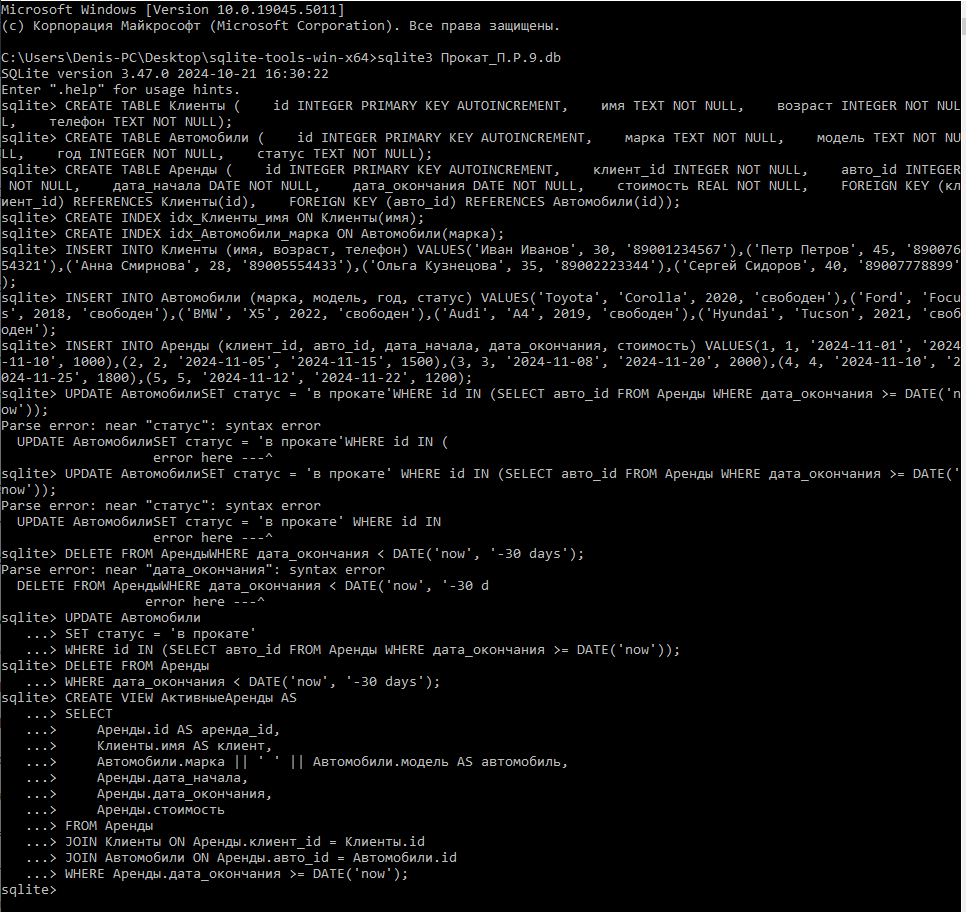 Microsoft Windows [Version 10.0.19045.5011]
(c) Корпорация Майкрософт (Microsoft Corporation). Все права защищены.
C:\Users\Denis-PC\Desktop\sqlite-tools-win-x64>sqlite3 Прокат_П.Р.9.db
SQLite version 3.47.0 2024-10-21 16:30:22
Enter ".help" for usage hints.
sqlite> CREATE TABLE Клиенты (    id INTEGER PRIMARY KEY AUTOINCREMENT,    имя TEXT NOT NULL,    возраст INTEGER NOT NUL
L,    телефон TEXT NOT NULL);
sqlite> CREATE TABLE Автомобили (    id INTEGER PRIMARY KEY AUTOINCREMENT,    марка TEXT NOT NULL,    модель TEXT NOT NU
LL,    год INTEGER NOT NULL,    статус TEXT NOT NULL);
sqlite> CREATE TABLE Аренды (    id INTEGER PRIMARY KEY AUTOINCREMENT,    клиент_id INTEGER NOT NULL,    авто_id INTEGER
 NOT NULL,    дата_начала DATE NOT NULL,    дата_окончания DATE NOT NULL,    стоимость REAL NOT NULL,    FOREIGN KEY (кл
иент_id) REFERENCES Клиенты(id),    FOREIGN KEY (авто_id) REFERENCES Автомобили(id));
sqlite> CREATE INDEX idx_Клиенты_имя ON Клиенты(имя);
sqlite> CREATE INDEX idx_Автомобили_марка ON Автомобили(марка);
sqlite> INSERT INTO Клиенты (имя, возраст, телефон) VALUES('Иван Иванов', 30, '89001234567'),('Петр Петров', 45, '890076
54321'),('Анна Смирнова', 28, '89005554433'),('Ольга Кузнецова', 35, '89002223344'),('Сергей Сидоров', 40, '89007778899'
);
sqlite> INSERT INTO Автомобили (марка, модель, год, статус) VALUES('Toyota', 'Corolla', 2020, 'свободен'),('Ford', 'Focu
s', 2018, 'свободен'),('BMW', 'X5', 2022, 'свободен'),('Audi', 'A4', 2019, 'свободен'),('Hyundai', 'Tucson', 2021, 'своб
оден');
sqlite> INSERT INTO Аренды (клиент_id, авто_id, дата_начала, дата_окончания, стоимость) VALUES(1, 1, '2024-11-01', '2024
-11-10', 1000),(2, 2, '2024-11-05', '2024-11-15', 1500),(3, 3, '2024-11-08', '2024-11-20', 2000),(4, 4, '2024-11-10', '2
024-11-25', 1800),(5, 5, '2024-11-12', '2024-11-22', 1200);
sqlite> UPDATE АвтомобилиSET статус = 'в прокате'WHERE id IN (SELECT авто_id FROM Аренды WHERE дата_окончания >= DATE('n
ow'));
Parse error: near "статус": syntax error
  UPDATE АвтомобилиSET статус = 'в прокате'WHERE id IN (
                   error here ---^
sqlite> UPDATE АвтомобилиSET статус = 'в прокате' WHERE id IN (SELECT авто_id FROM Аренды WHERE дата_окончания >= DATE('
now'));
Parse error: near "статус": syntax error
  UPDATE АвтомобилиSET статус = 'в прокате' WHERE id IN
                   error here ---^
sqlite> DELETE FROM АрендыWHERE дата_окончания < DATE('now', '-30 days');
Parse error: near "дата_окончания": syntax error
  DELETE FROM АрендыWHERE дата_окончания < DATE('now', '-30 d
                  error here ---^
sqlite> UPDATE Автомобили
   ...> SET статус = 'в прокате'
   ...> WHERE id IN (SELECT авто_id FROM Аренды WHERE дата_окончания >= DATE('now'));
sqlite> DELETE FROM Аренды
   ...> WHERE дата_окончания < DATE('now', '-30 days');
sqlite> CREATE VIEW АктивныеАренды AS
   ...> SELECT
   ...>     Аренды.id AS аренда_id,
   ...>     Клиенты.имя AS клиент,
   ...>     Автомобили.марка || ' ' || Автомобили.модель AS автомобиль,
   ...>     Аренды.дата_начала,
   ...>     Аренды.дата_окончания,
   ...>     Аренды.стоимость
   ...> FROM Аренды
   ...> JOIN Клиенты ON Аренды.клиент_id = Клиенты.id
   ...> JOIN Автомобили ON Аренды.авто_id = Автомобили.id
   ...> WHERE Аренды.дата_окончания >= DATE('now');
sqlite>